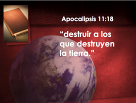 Apocalipsis 11:18
“destruir a los
que destruyen
la tierra.”